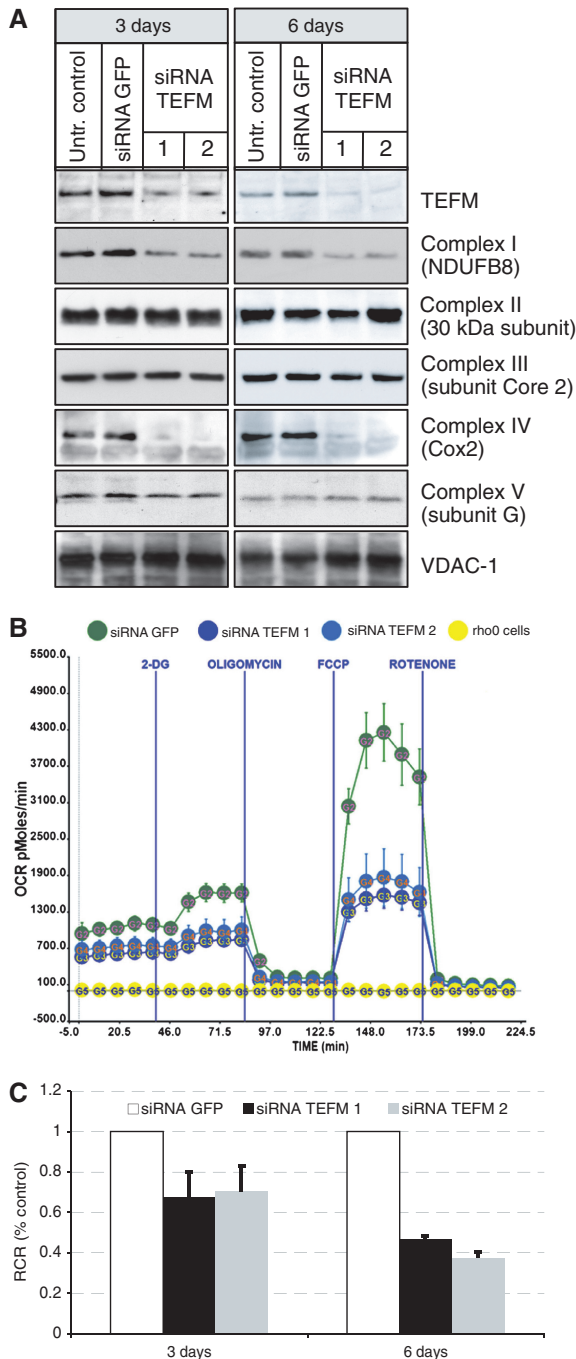 A
3 days
6 days
Untr. control
siRNA GFP
siRNA TEFM
1
2
Untr. control
siRNA GFP
siRNA TEFM
1
2
TEFM
Complex I
(NDUFB8)
Complex II
(30 kDa subunit)
Complex III
(subunit Core 2)
Complex IV
(Cox2)
Complex V
(subunit G)
VDAC-1
B
siRNA GFP
siRNA TEFM 1
siRNA TEFM 2
rho0 cells
2-DG
OLIGOMYCIN
FCCP
ROTENONE
OCR pMoles/min
5500.0
4900.0
4300.0
3700.0
3100.0
2500.0
1900.0
1300.0
700.0
100.0
-500.0
-5.0
20.5
46.0
71.5
97.0
122.5
148.0
173.5
199.0
224.5
TIME (min)
C
siRNA GFP
siRNA TEFM 1
siRNA TEFM 2
RCR (% control)
1.2
1
0.8
0.6
0.4
0.2
0
3 days
6 days